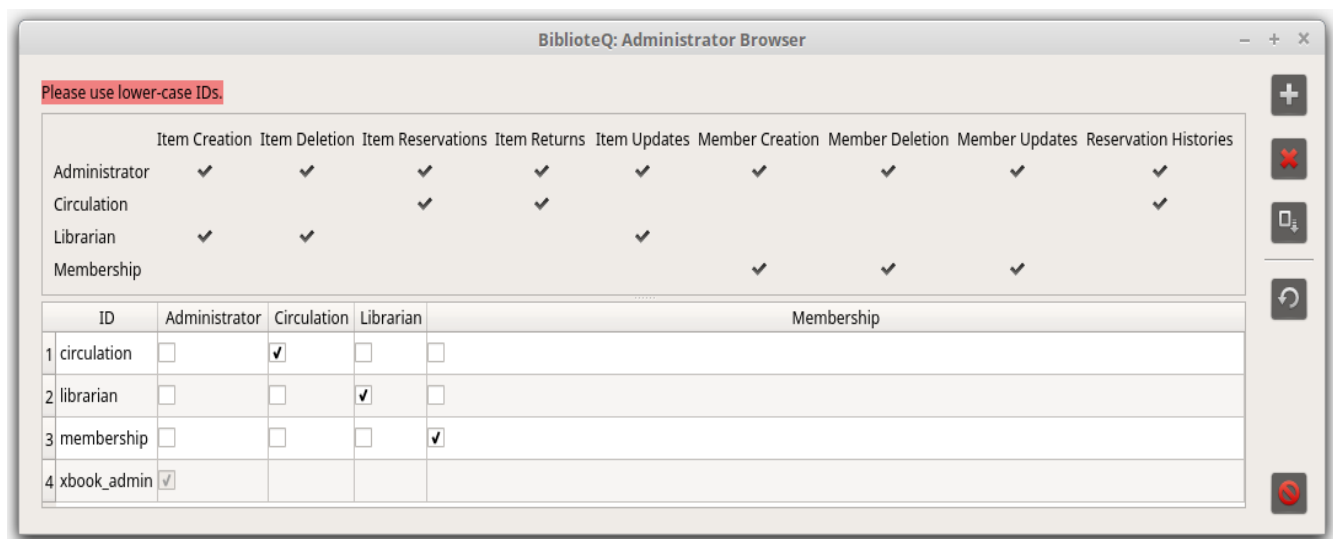 BiblioteQ: Administrator Browser
Please use lower-case IDs.
Item Creation Item Deletion Item Reservations Item Returns Item Updates Member Creation Member Deletion Member Updates Reservation Histories
Administrator
Circulation
Librarian
Membership
ID Administrator Circulation Librarian Membership
1 circulation
2 librarian
3 membership
4 xbook_admin